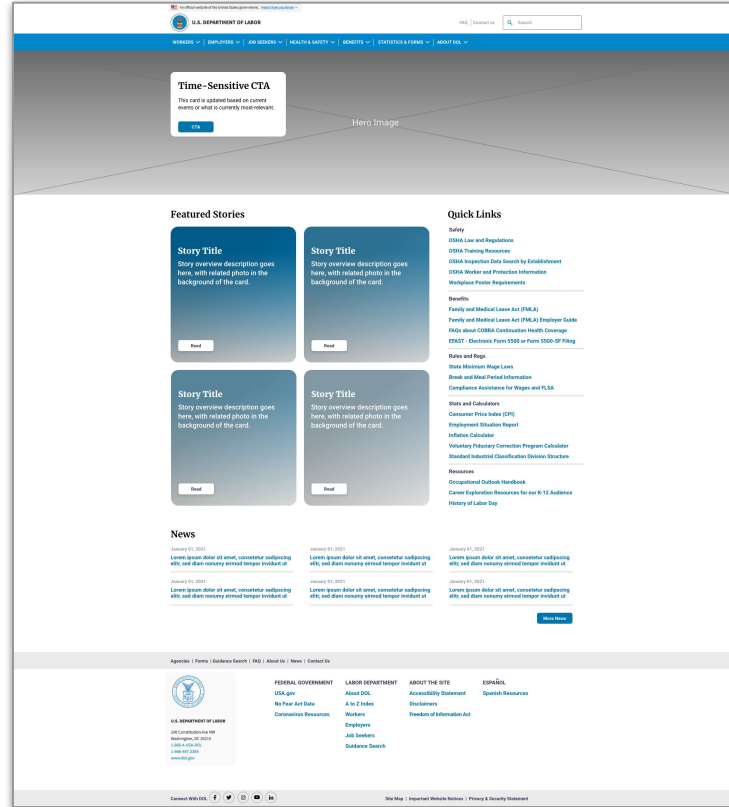 An official website of the United States government. Here's how you know
U.S. DEPARTMENT OF LABOR
FAQ | Contact us
Search
WORKERS | EMPLOYERS | JOB SEEKERS | HEALTH & SAFETY | BENEFITS | STATISTICS & FORMS | ABOUT DOL
Time-Sensitive CTA
This card is updated based on current
events or what is currently most-relevant.
CTA
Hero Image
Featured Stories
Story Title
Story overview description goes
here, with related photo in the
background of the card.
Read
Story Title
Story overview description goes
here, with related photo in the
background of the card.
Read
Story Title
Story overview description goes
here, with related photo in the
background of the card.
Read
Story Title
Story overview description goes
here, with related photo in the
background of the card.
Read
Quick Links
Safety
OSHA Law and Regulations
OSHA Training Resources
OSHA Inspection Data Search by Establishment
OSHA Worker and Protection Information
Workplace Poster Requirements
Benefits
Family and Medical Leave Act (FMLA)
Family and Medical Leave Act (FMLA) Employer Guide
FAQs about COBRA Cantinuation Health Coverage
EFAST - Electronic Form 5500 or Form 5500-SF Filing
Rules and Regs
State Minimum Wage Laws
Break and Meal Period Information
Compliance Assistance for Wages and FLSA
Stats and Calculators
Consumer Price Index (CPI)
Employment Situation Report
Inflation Calculator
Voluntary Fiduciary Correction Program Calculator
Standard Industrial Classification Division Structure
Resources
Occupational Outlook Handbook
Career Exploration Resources for our K-12 Audience
History of Labor Day
News
January 01, 2021
Lorem ipsum dolor sit amet, consetetur sadipscing
elitr, sed diam nonumy eirmod tempor invidunt ut
January 01, 2021
Lorem ipsum dolor sit amet, consetetur sadipscing
elitr, sed diam nonumy eirmod tempor invidunt ut
January 01, 2021
Lorem ipsum dolor sit amet, consetetur sadipscing
elitr, sed diam nonumy eirmod tempor invidunt ut
January 01, 2021
Lorem ipsum dolor sit amet, consetetur sadipscing
elitr, sed diam nonumy eirmod tempor invidunt ut
January 01, 2021
Lorem ipsum dolor sit amet, consetetur sadipscing
elitr, sed diam nonumy eirmod tempor invidunt ut
January 01, 2021
Lorem ipsum dolor sit amet, consetetur sadipscing
elitr, sed diam nonumy eirmod tempor invidunt ut
More News
Agencies | Forms | Guidance Search | FAQ | About Us | News | Contact Us
U.S. DEPARTMENT OF LABOR
200 Constitution Ave NW
Washington, DC 20210
1-866-4-USA-DOL
1-866-487-2365
www.dol.gov
FEDERAL GOVERNMENT
USA.gov
No Fear Act Data
Coronavirus Resources
LABOR DEPARTMENT
About DOL
A to Z Index
Workers
Employers
Job Seekers
Guidance Search
ABOUT THE SITE
Accessibility Statement
Disclaimers
Freedom of Information Act
ESPAÑOL
Spanish Resources
Connect With DOL
Site Map | Important Website Notices | Privacy & Security Statement